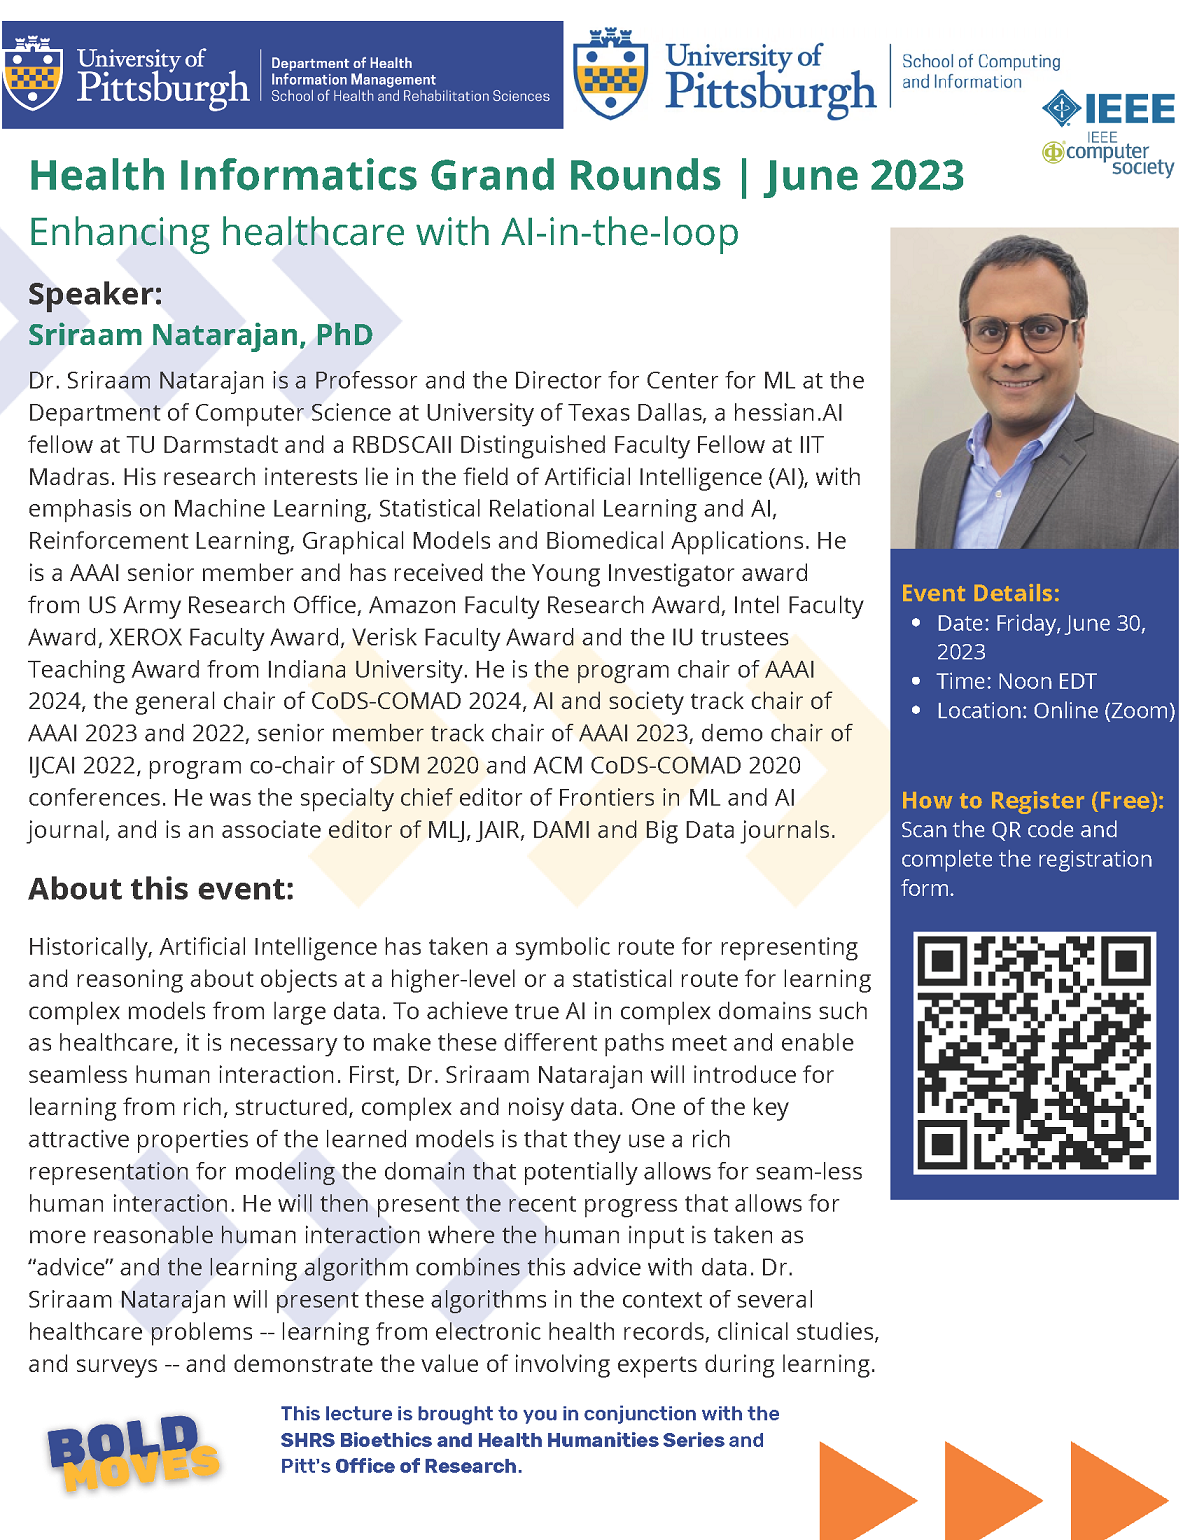 University of
Pittsburgh
Department of Health
Information Management
School of Health and Rehabilitation Sciences
University of
Pittsburgh
School of Computing
and Information
IEEE
IEEE
computer
society
Health Informatics Grand Rounds | June 2023
Enhancing healthcare with AI-in-the-loop
Speaker:
Sriraam Natarajan, PhD
Dr. Sriraam Natarajan is a Professor and the Director for Center for ML at the
Department of Computer Science at University of Texas Dallas, a hessian.AI
fellow at TU Darmstadt and a RBDSCAII Distinguished Faculty Fellow at IIT
Madras. His research interests lie in the field of Artificial Intelligence (AI), with
emphasis on Machine Learning, Statistical Relational Learning and AI,
Reinforcement Learning, Graphical Models and Biomedical Applications. He
is a AAAI senior member and has received the Young Investigator award
from US Army Research Office, Amazon Faculty Research Award, Intel Faculty
Award, XEROX Faculty Award, Verisk Faculty Award and the IU trustees
Teaching Award from Indiana University. He is the program chair of AAAI
2024, the general chair of CoDS-COMAD 2024, AI and society track chair of
AAAI 2023 and 2022, senior member track chair of AAAI 2023, demo chair of
IJCAI 2022, program co-chair of SDM 2020 and ACM CoDS-COMAD 2020
conferences. He was the specialty chief editor of Frontiers in ML and AI
journal, and is an associate editor of MLJ, JAIR, DAMI and Big Data journals.
About this event:
Historically, Artificial Intelligence has taken a symbolic route for representing
and reasoning about objects at a higher-level or a statistical route for learning
complex models from large data. To achieve true AI in complex domains such
as healthcare, it is necessary to make these different paths meet and enable
seamless human interaction. First, Dr. Sriraam Natarajan will introduce for
learning from rich, structured, complex and noisy data. One of the key
attractive properties of the learned models is that they use a rich
representation for modeling the domain that potentially allows for seam-less
human interaction. He will then present the recent progress that allows for
more reasonable human interaction where the human input is taken as
“advice” and the learning algorithm combines this advice with data. Dr.
Sriraam Natarajan will present these algorithms in the context of several
healthcare problems -- learning from electronic health records, clinical studies,
and surveys -- and demonstrate the value of involving experts during learning.
Event Details:
• Date: Friday, June 30,
2023
• Time: Noon EDT
• Location: Online (Zoom)
How to Register (Free):
Scan the QR code and
complete the registration
form.
BOLD
MOVES
This lecture is brought to you in conjunction with the
SHRS Bioethics and Health Humanities Series and
Pitt's Office of Research.